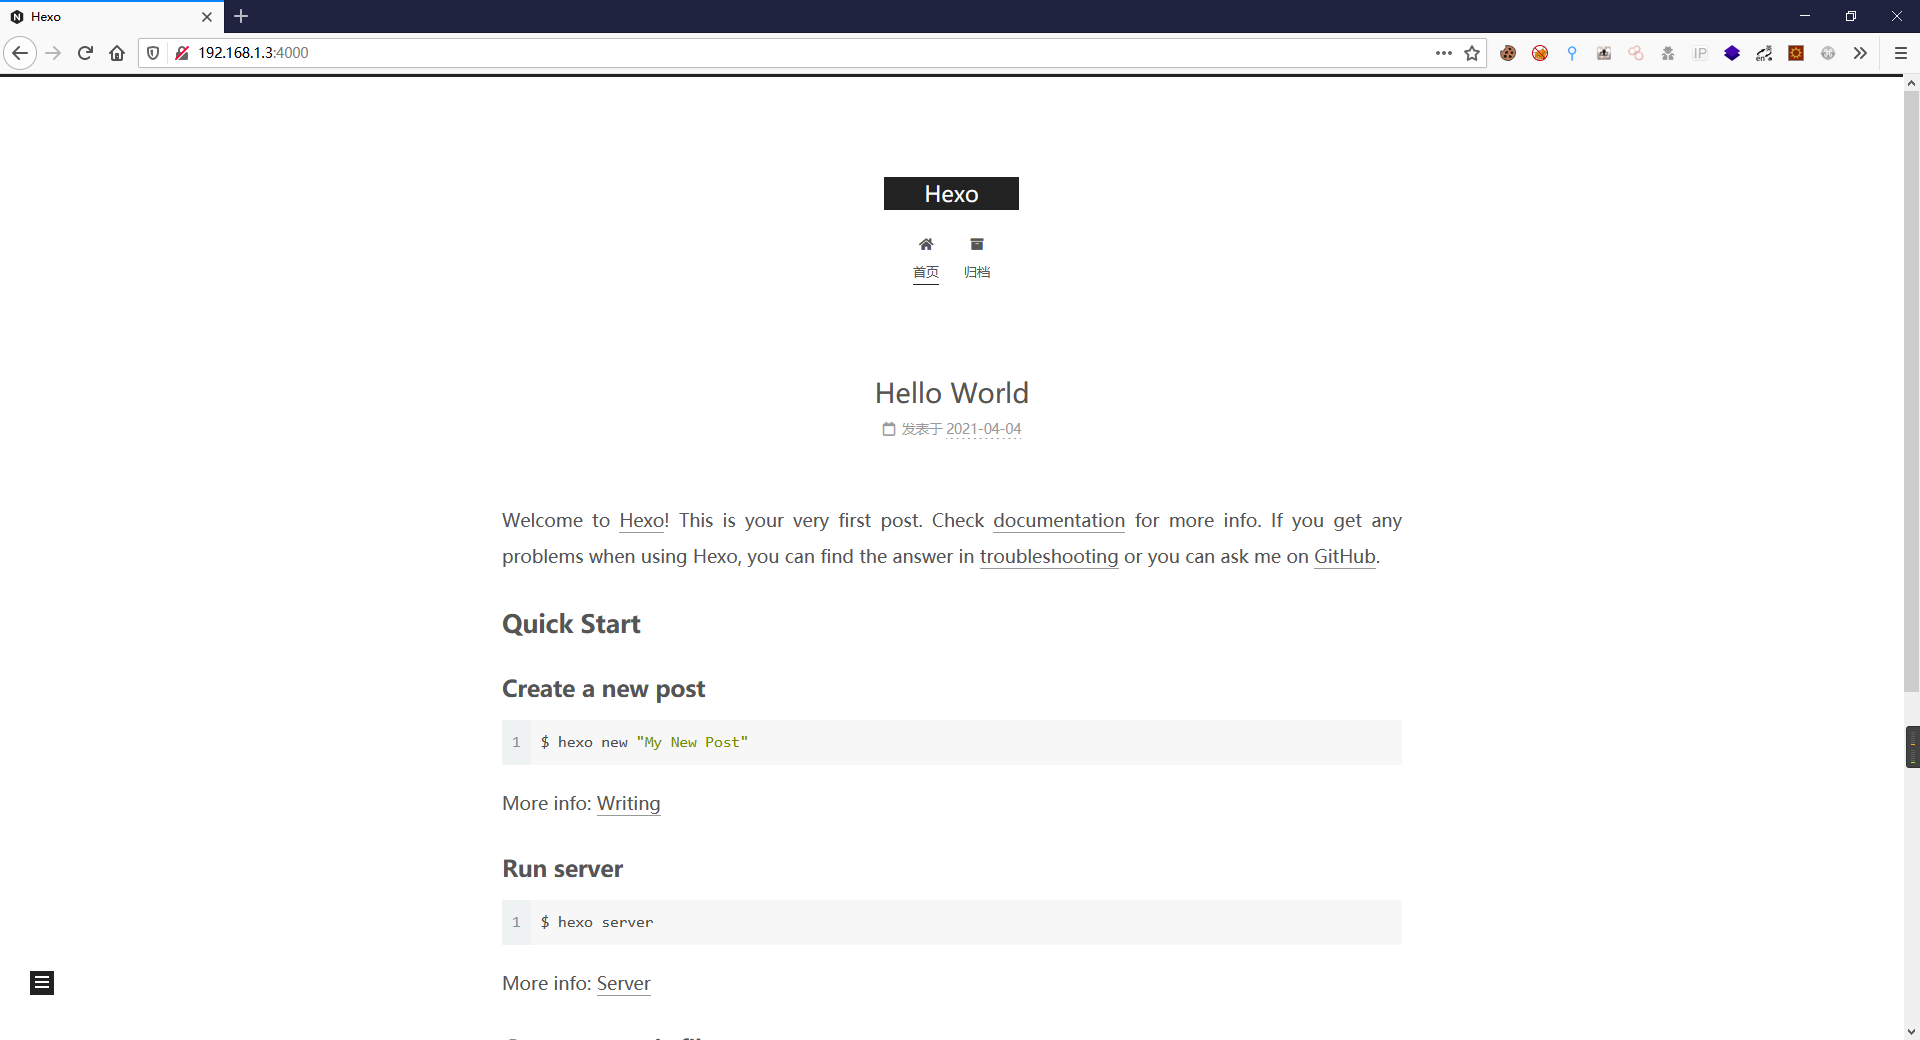 Hexo
192.168.1.3:4000
IP
en
Hexo
首页 归档
Hello World
发表于 2021-04-04
Welcome to Hexo! This is your very first post. Check documentation for more info. If you get any
problems when using Hexo, you can find the answer in troubleshooting or you can ask me on GitHub.
Quick Start
Create a new post
1 $ hexo new "My New Post"
More info: Writing
Run server
1 $ hexo server
More info: Server